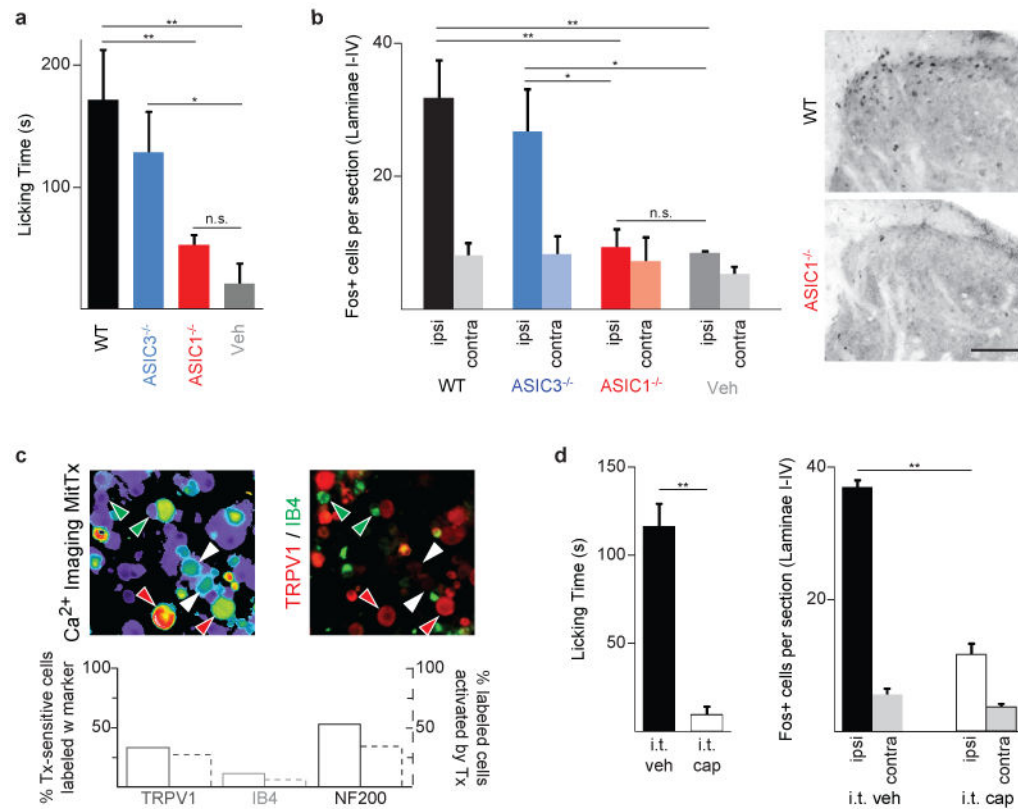 a
**
**
*
200
100
Licking Time (s)
WT
ASIC3-/-
ASIC1-/-
Veh
n.s.
b
**
**
*
*
n.s.
40
20
Fos+ cells per section (Laminae I-IV)
ipsi contra ipsi contra ipsi contra ipsi contra
WT ASIC3-/- ASIC1-/- Veh
WT
ASIC1-/-
c
Ca2+ Imaging MitTx
TRPV1 / IB4
% Tx-sensitive cells
labeled w marker
100
50
100
50
% labeled cells
activated by Tx
TRPV1 IB4 NF200
d
150
100
50
Licking Time (s)
**
i.t. i.t.
veh cap
40
20
Fos+ cells per section (Laminae I-IV)
**
ipsi contra ipsi contra
i.t. veh i.t. cap